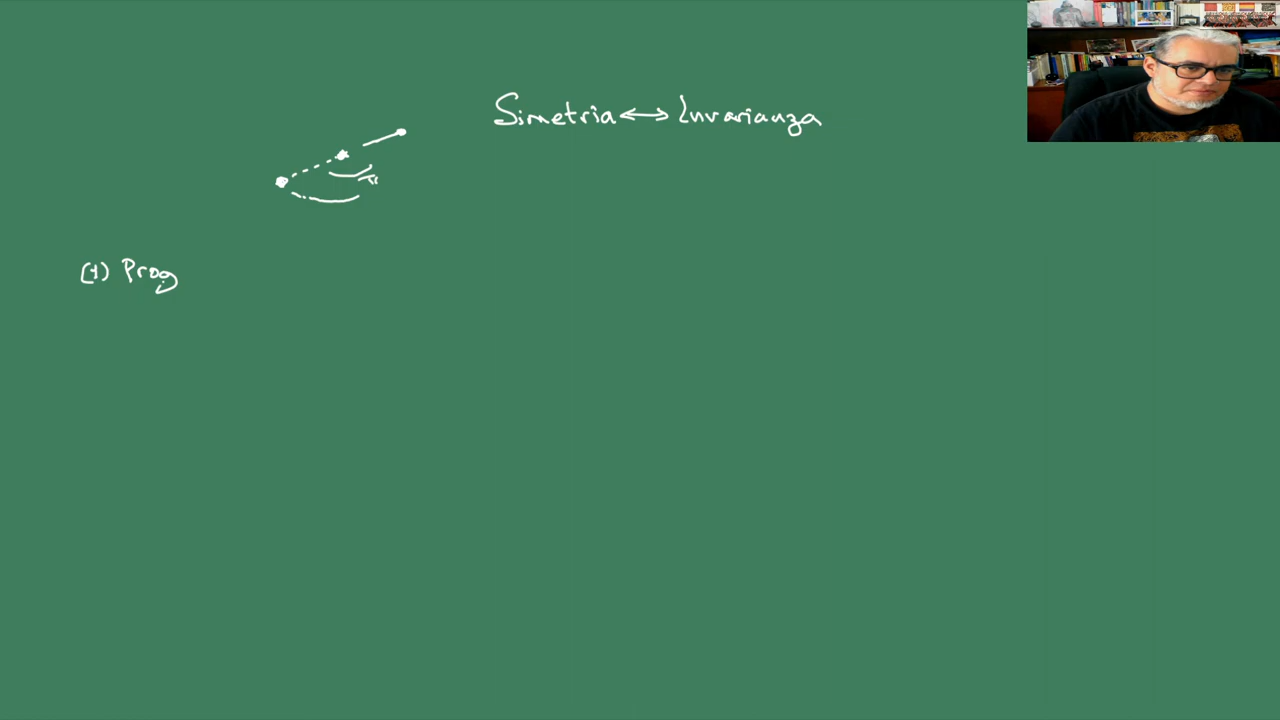 Simetria ↔ Invarianza
π
(1) Prog